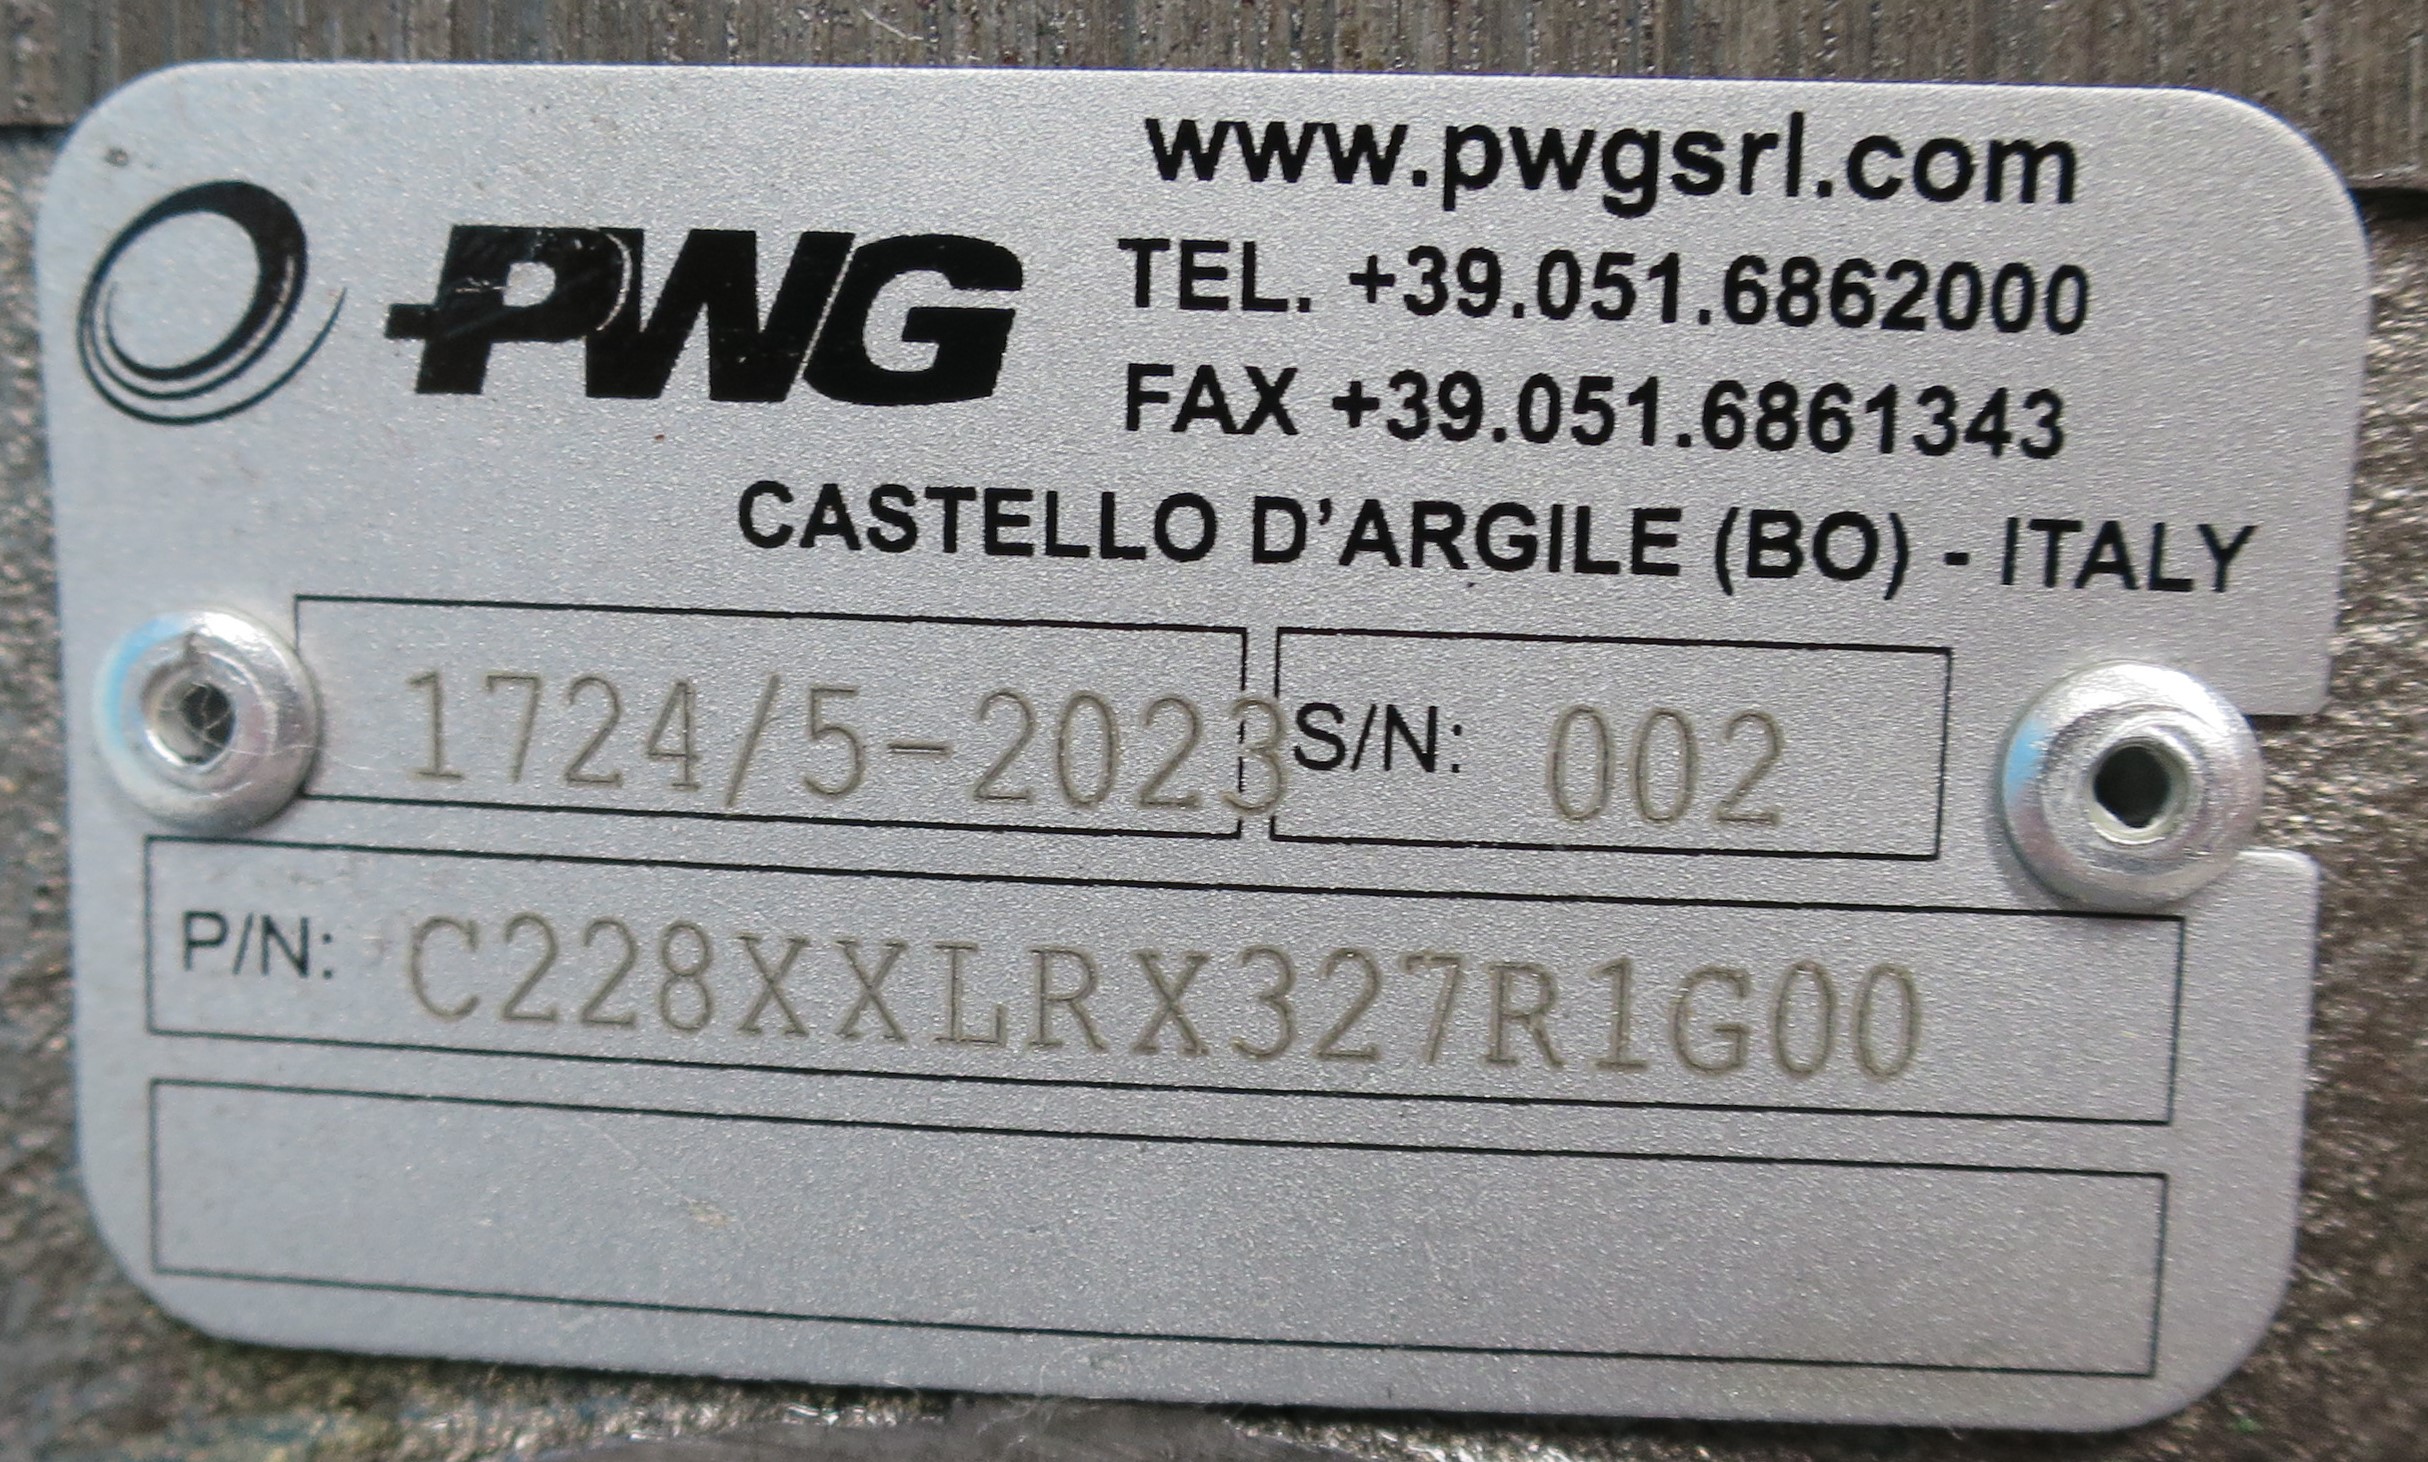 www.pwgsrl.com
PWG
TEL. +39.051.6862000
FAX +39.051.6861343
CASTELLO D'ARGILE (BO) - ITALY
1724/5-2023 S/N: 002
P/N: C228XXLRX327R1G00